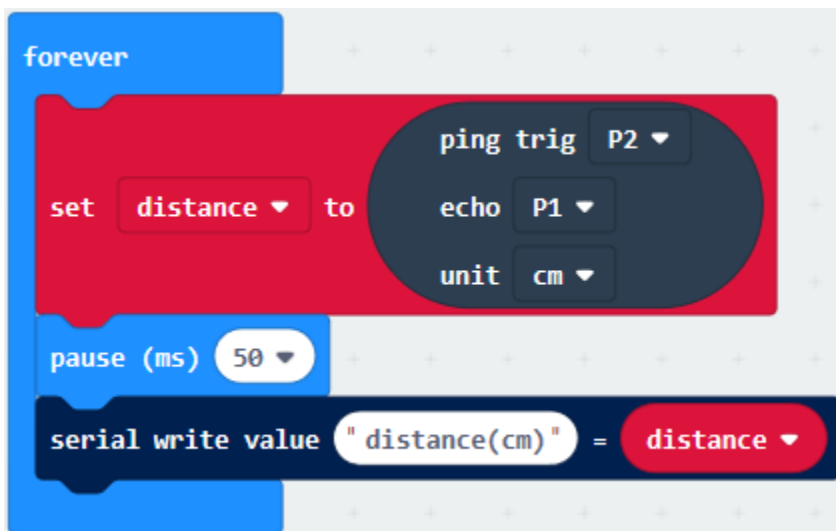 forever
ping trig P2
set distance to echo P1
unit cm
pause (ms) 50
serial write value "distance(cm)" = distance